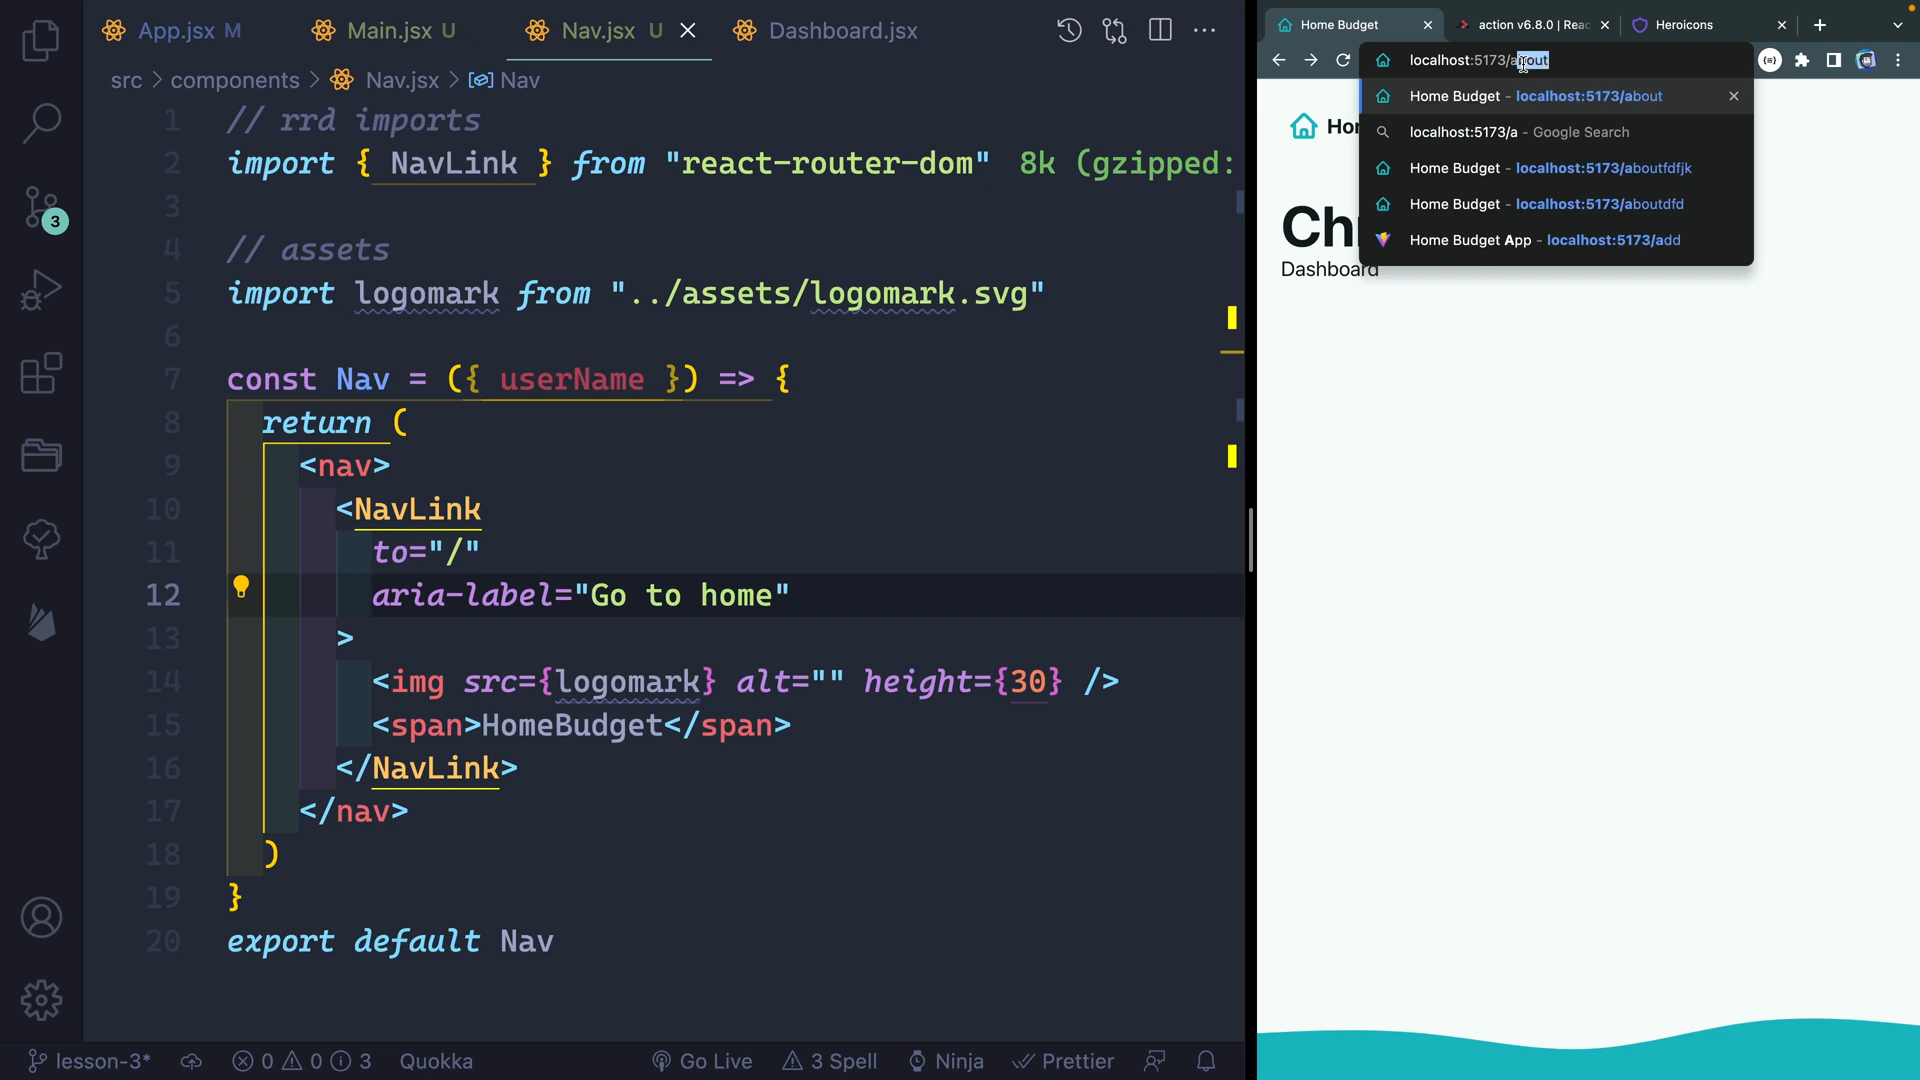 App.jsx M
Main.jsx U
Nav.jsx U
Dashboard.jsx
src > components > Nav.jsx > Nav
1 // rrd imports
2 import { NavLink } from "react-router-dom" 8k (gzipped:
3
4 // assets
5 import logomark from "../assets/logomark.svg"
6
7 const Nav = ({ userName }) => {
8 return (
9 <nav>
10 <NavLink
11 to="/"
12 aria-label="Go to home"
13 >
14 <img src={logomark} alt="" height={30} />
15 <span>HomeBudget</span>
16 </NavLink>
17 </nav>
18 )
19 }
20 export default Nav
3
lesson-3* 0 0 3 Quokka Go Live 3 Spell Ninja Prettier
Home Budget
action v6.8.0 | Reac
Heroicons
localhost:5173/about
Home Budget - localhost:5173/about
localhost:5173/a - Google Search
Home Budget - localhost:5173/aboutfdfjk
Home Budget - localhost:5173/aboutdfd
Home Budget App - localhost:5173/add
Dashboard